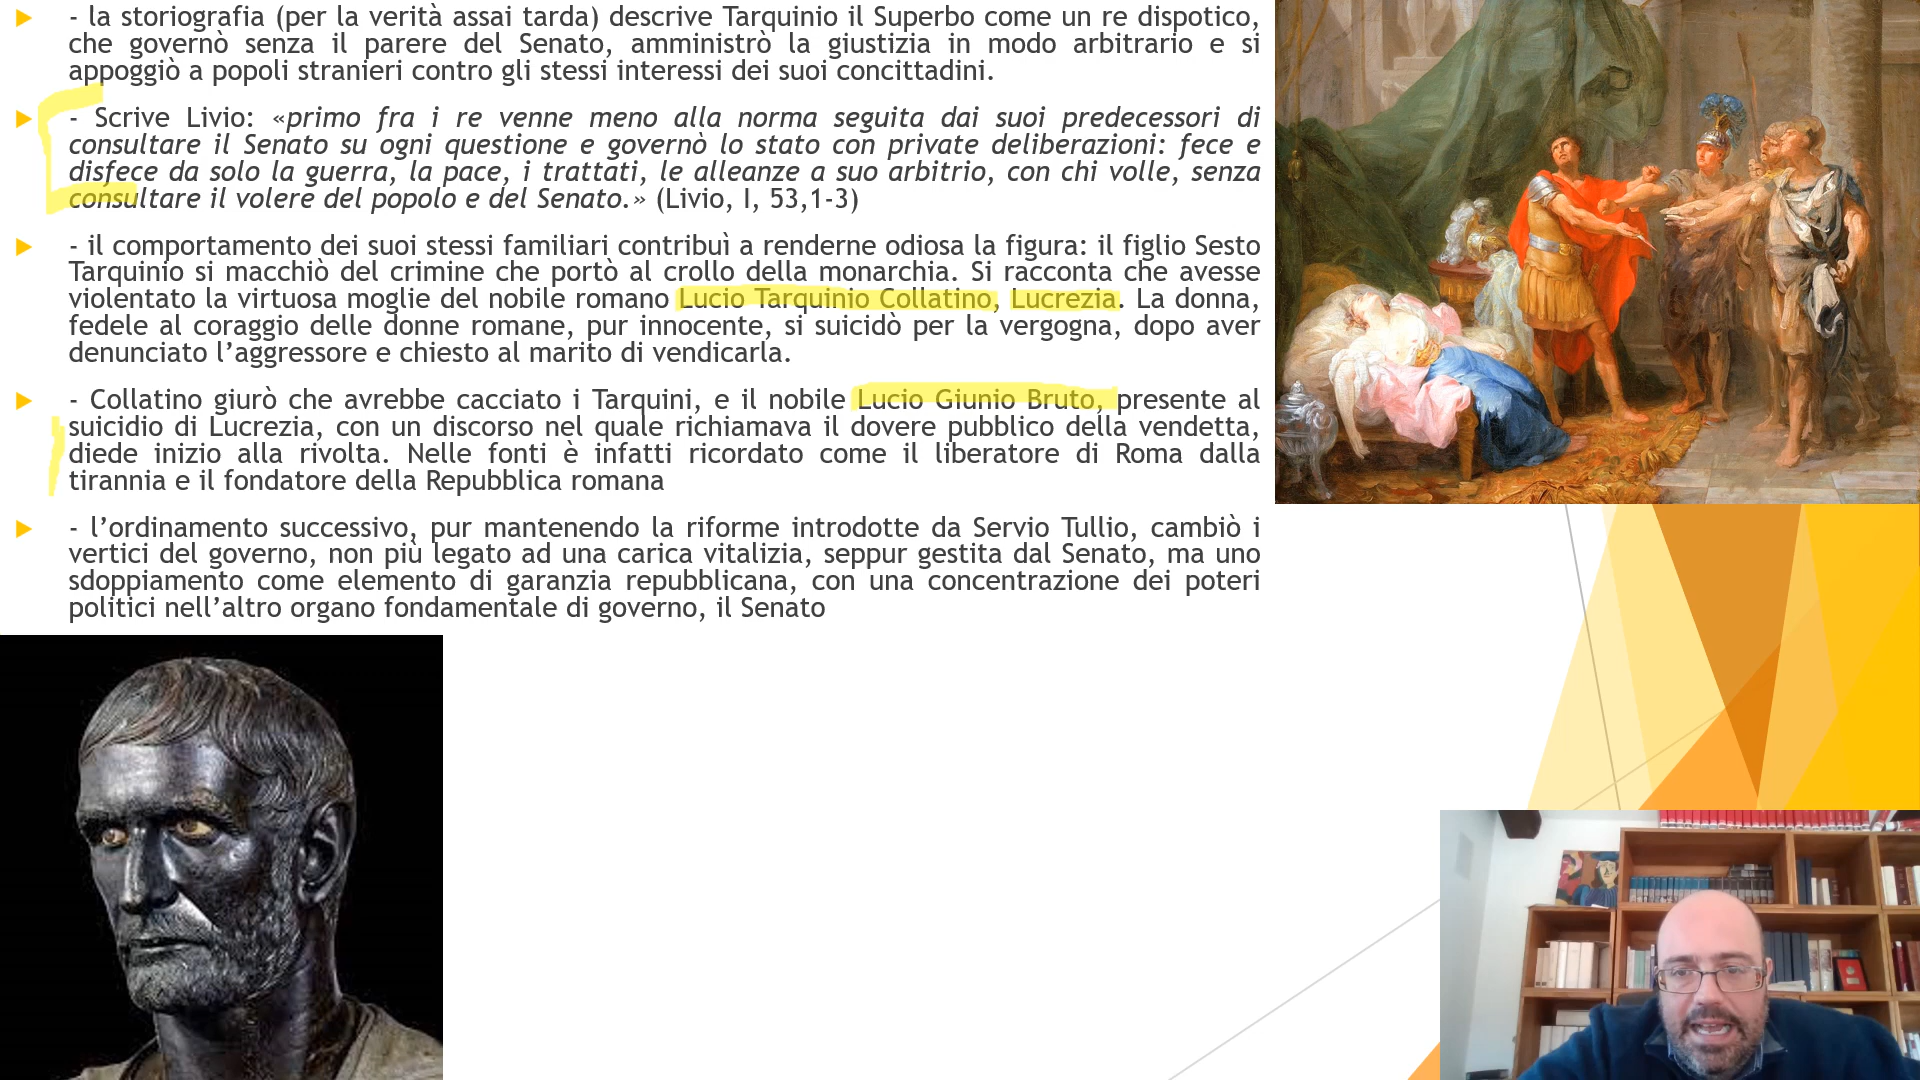 - la storiografia (per la verità assai tarda) descrive Tarquinio il Superbo come un re dispotico,
che governò senza il parere del Senato, amministrò la giustizia in modo arbitrario e si
appoggiò a popoli stranieri contro gli stessi interessi dei suoi concittadini.
- Scrive Livio: «primo fra i re venne meno alla norma seguita dai suoi predecessori di
consultare il Senato su ogni questione e governò lo stato con private deliberazioni: fece e
disfece da solo la guerra, la pace, i trattati, le alleanze a suo arbitrio, con chi volle, senza
consultare il volere del popolo e del Senato.» (Livio, I, 53,1-3)
- il comportamento dei suoi stessi familiari contribuì a renderne odiosa la figura: il figlio Sesto
Tarquinio si macchiò del crimine che portò al crollo della monarchia. Si racconta che avesse
violentato la virtuosa moglie del nobile romano Lucio Tarquinio Collatino, Lucrezia. La donna,
fedele al coraggio delle donne romane, pur innocente, si suicidò per la vergogna, dopo aver
denunciato l’aggressore e chiesto al marito di vendicarla.
- Collatino giurò che avrebbe cacciato i Tarquini, e il nobile Lucio Giunio Bruto, presente al
suicidio di Lucrezia, con un discorso nel quale richiamava il dovere pubblico della vendetta,
diede inizio alla rivolta. Nelle fonti è infatti ricordato come il liberatore di Roma dalla
tirannia e il fondatore della Repubblica romana
- l’ordinamento successivo, pur mantenendo la riforme introdotte da Servio Tullio, cambiò i
vertici del governo, non più legato ad una carica vitalizia, seppur gestita dal Senato, ma uno
sdoppiamento come elemento di garanzia repubblicana, con una concentrazione dei poteri
politici nell’altro organo fondamentale di governo, il Senato